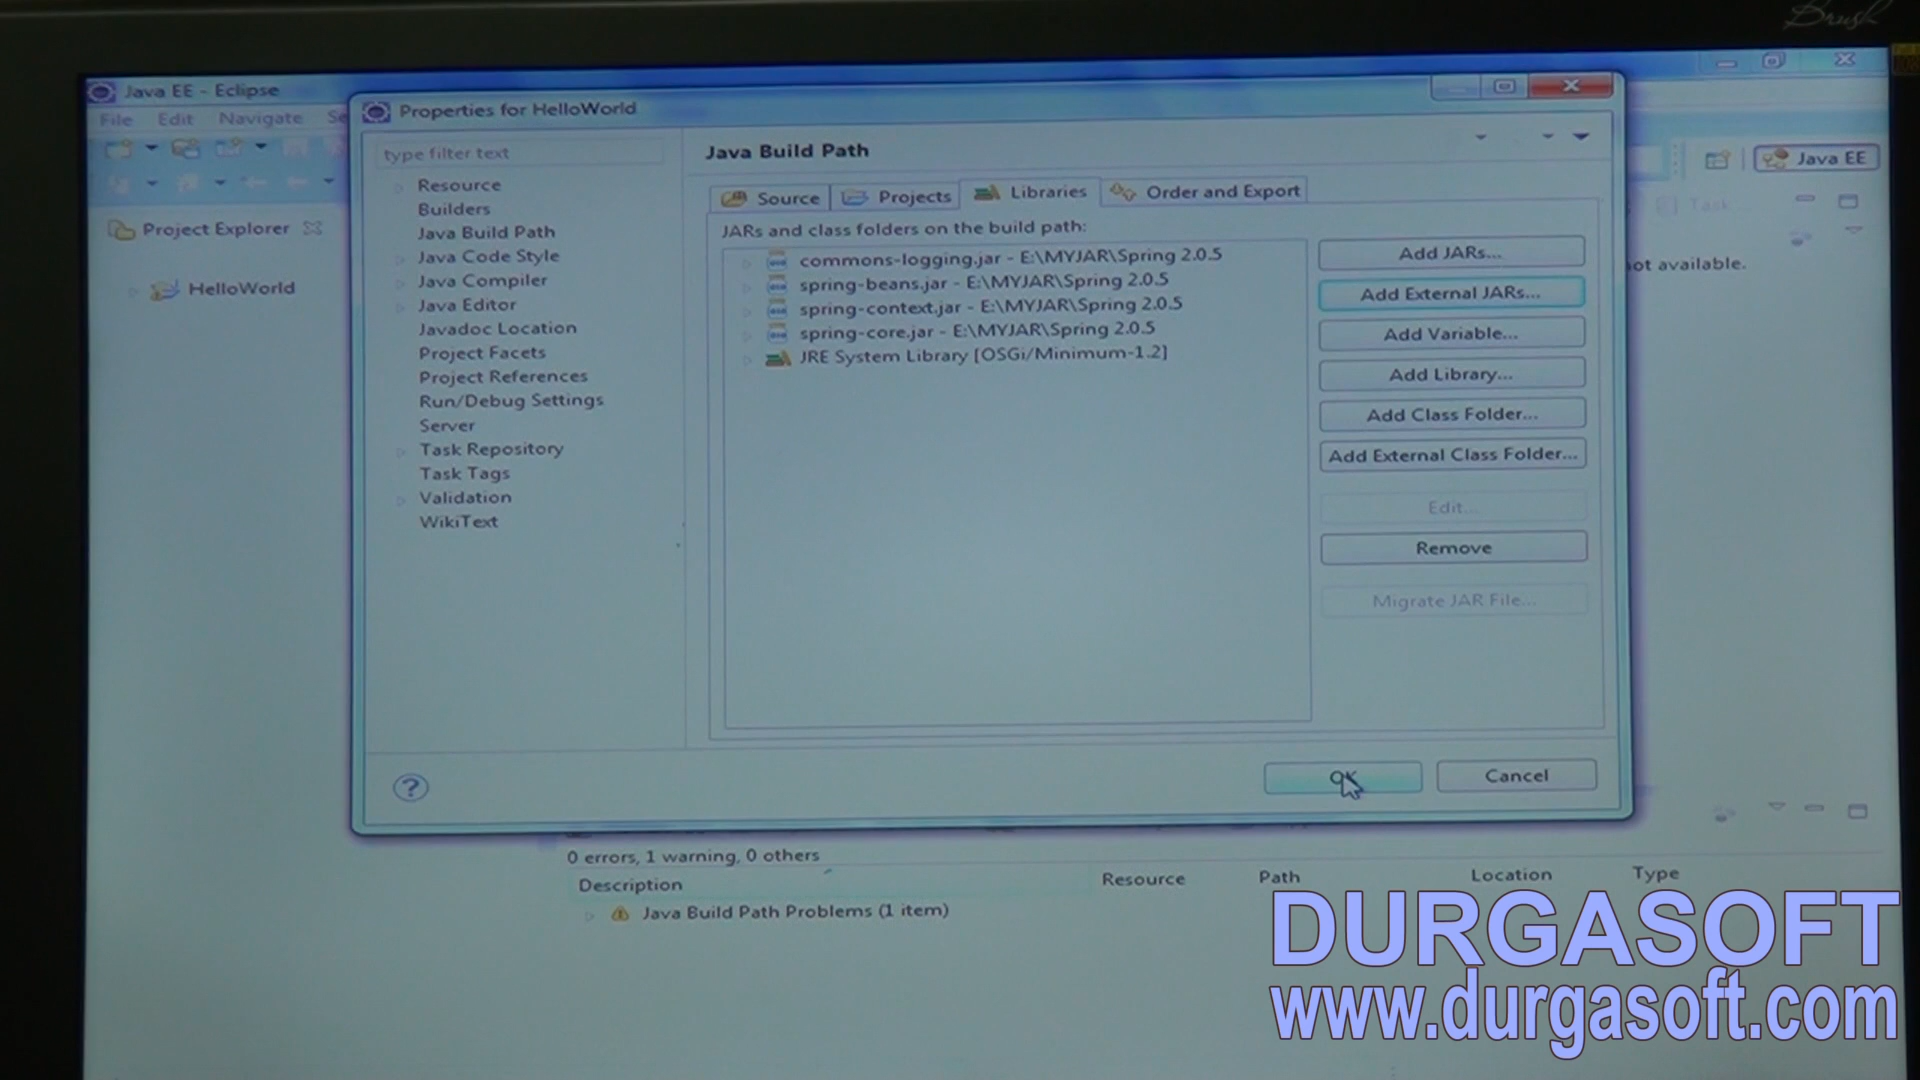 Brush
Java EE - Eclipse
File Edit Navigate Se
Properties for HelloWorld
type filter text
Resource
Builders
Java Build Path
Java Code Style
Java Compiler
Java Editor
Javadoc Location
Project Facets
Project References
Run/Debug Settings
Server
Task Repository
Task Tags
Validation
WikiText
Project Explorer
HelloWorld
Java Build Path
Source Projects Libraries Order and Export
JARs and class folders on the build path:
commons-logging.jar - E:\MYJAR\Spring 2.0.5
spring-beans.jar - E:\MYJAR\Spring 2.0.5
spring-context.jar - E:\MYJAR\Spring 2.0.5
spring-core.jar - E:\MYJAR\Spring 2.0.5
JRE System Library [OSGi/Minimum-1.2]
Add JARs...
Add External JARs...
Add Variable...
Add Library...
Add Class Folder...
Add External Class Folder...
Edit...
Remove
Migrate JAR File...
OK Cancel
Java EE
Task...
not available.
0 errors, 1 warning, 0 others
Description Resource Path Location Type
Java Build Path Problems (1 item)
DURGASOFT
www.durgasoft.com